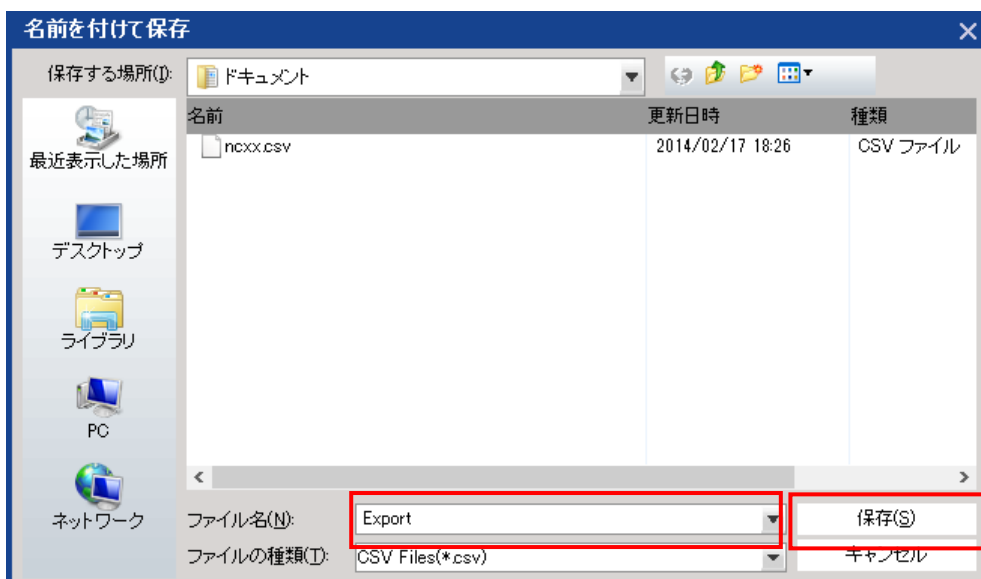 名前を付けて保存
保存する場所(I):
ドキュメント
名前 更新日時 種類
ncxx.csv 2014/02/17 18:26 CSV ファイル
最近表示した場所
デスクトップ
ライブラリ
PC
ネットワーク
ファイル名(N): Export 保存(S)
ファイルの種類(T): CSV Files(*.csv) キャンセル